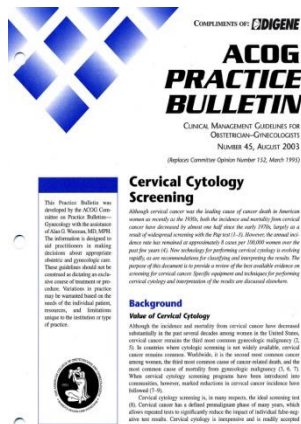 COMPLIMENTS OF: DIGENE
ACOG
PRACTICE
BULLETIN
CLINICAL MANAGEMENT GUIDELINES FOR
OBSTETRICIAN–GYNECOLOGISTS
NUMBER 45, AUGUST 2003
(Replaces Committee Opinion Number 152, March 1995)
This Practice Bulletin was
developed by the ACOG Com-
mittee on Practice Bulletins—
Gynecology with the assistance
of Alan G. Waxman, MD, MPH.
The information is designed to
aid practitioners in making
decisions about appropriate
obstetric and gynecologic care.
These guidelines should not be
construed as dictating an exclu-
sive course of treatment or pro-
cedure. Variations in practice
may be warranted based on the
needs of the individual patient,
resources, and limitations
unique to the institution or type
of practice.
Cervical Cytology
Screening
Although cervical cancer was the leading cause of cancer death in American
women as recently as the 1930s, both the incidence and mortality from cervical
cancer have decreased by almost one half since the early 1970s, largely as a
result of widespread screening with the Pap test (1–3). However, the annual inci-
dence rate has remained at approximately 8 cases per 100,000 women over the
past few years (4). New technology for performing cervical cytology is evolving
rapidly, as are recommendations for classifying and interpreting the results. The
purpose of this document is to provide a review of the best available evidence on
screening for cervical cancer. Specific equipment and techniques for performing
cervical cytology and interpretation of the results are discussed elsewhere.
Background
Value of Cervical Cytology
Although the incidence and mortality from cervical cancer have decreased
substantially in the past several decades among women in the United States,
cervical cancer remains the third most common gynecologic malignancy (2,
5). In countries where cytologic screening is not widely available, cervical
cancer remains common. Worldwide, it is the second most common cancer
among women, the third most common cause of cancer-related death, and the
most common cause of mortality from gynecologic malignancy (5, 6, 7).
When cervical cytology screening programs have been introduced into
communities, however, marked reductions in cervical cancer incidence have
followed (7–9).
Cervical cytology screening is, in many respects, the ideal screening test
(8). Cervical cancer has a defined premalignant phase of many years, which
allows repeated tests to significantly reduce the impact of individual false-neg-
ative test results. Cervical cytology is inexpensive and is readily accepted